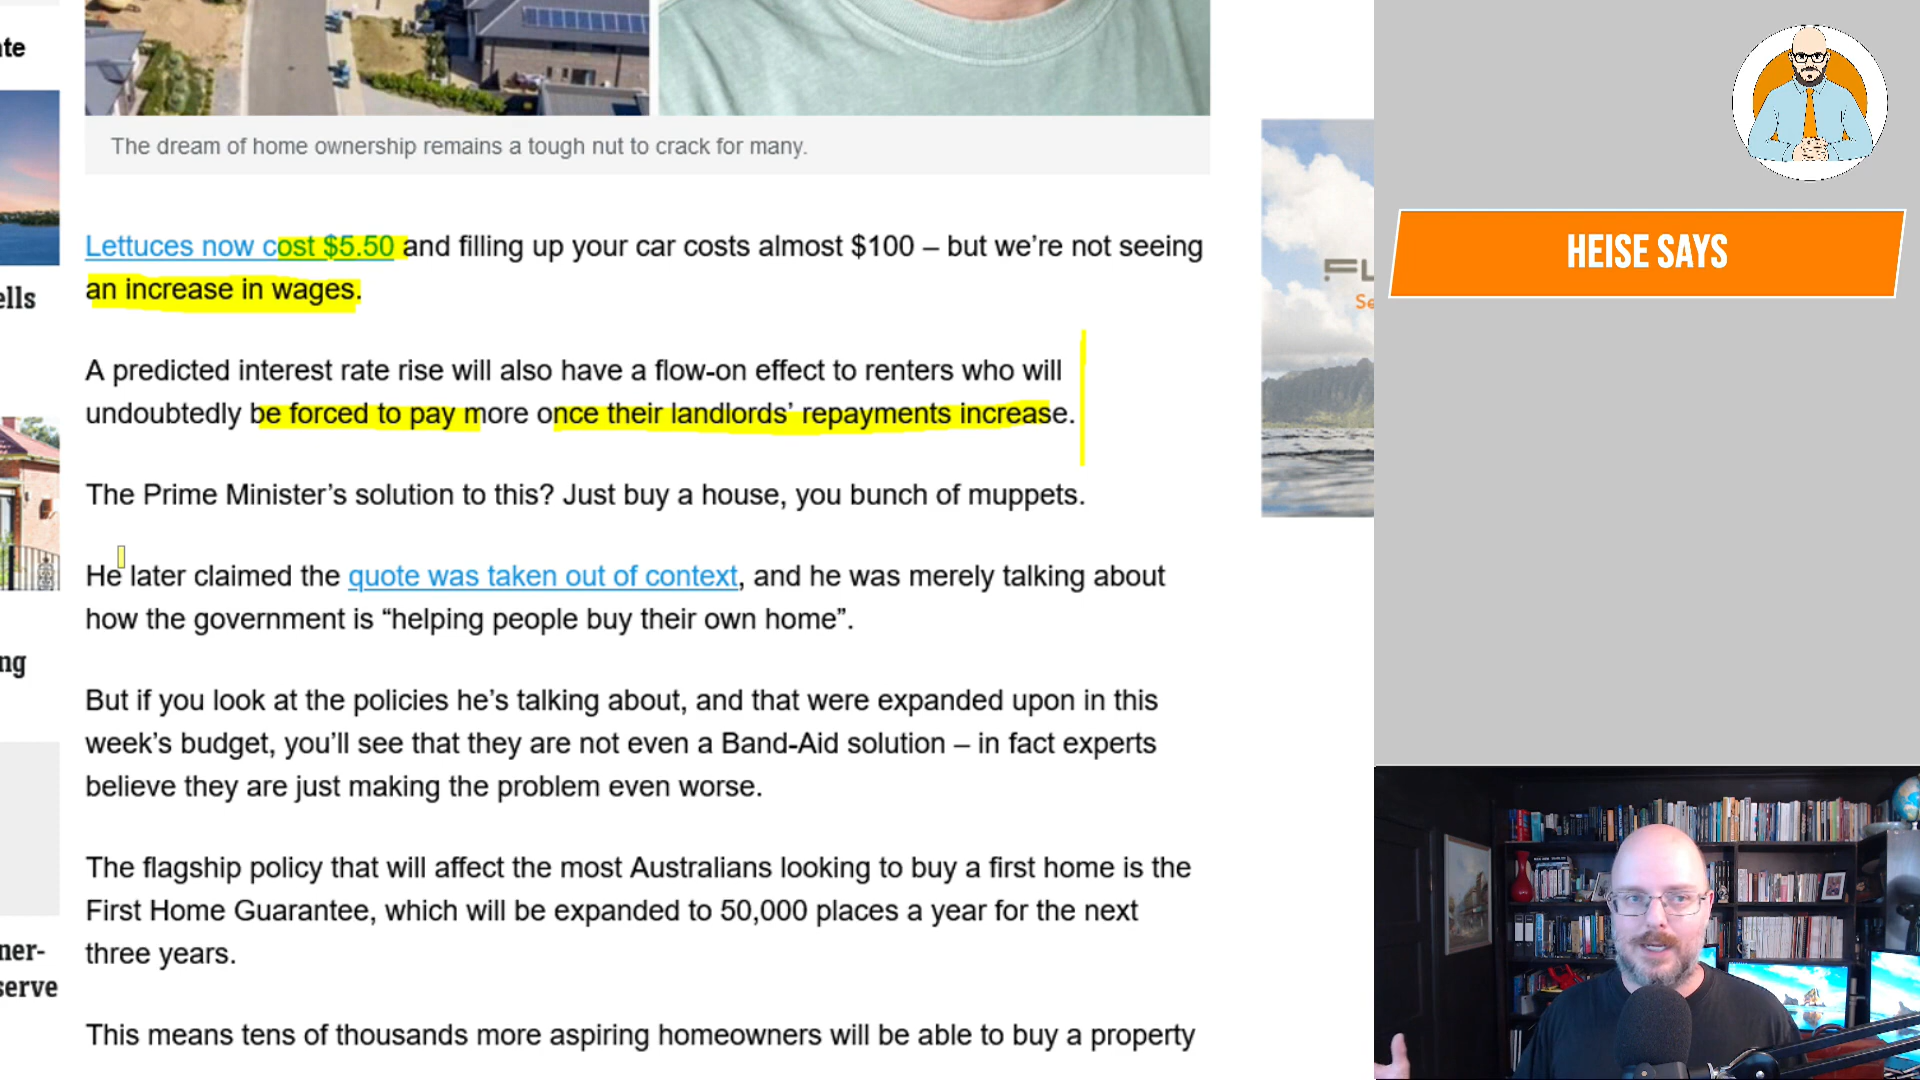 ate
ells
ng
ner-
serve
The dream of home ownership remains a tough nut to crack for many.
Lettuces now cost $5.50 and filling up your car costs almost $100 – but we’re not seeing
an increase in wages.
A predicted interest rate rise will also have a flow-on effect to renters who will
undoubtedly be forced to pay more once their landlords’ repayments increase.
The Prime Minister’s solution to this? Just buy a house, you bunch of muppets.
He later claimed the quote was taken out of context, and he was merely talking about
how the government is “helping people buy their own home”.
But if you look at the policies he’s talking about, and that were expanded upon in this
week’s budget, you’ll see that they are not even a Band-Aid solution – in fact experts
believe they are just making the problem even worse.
The flagship policy that will affect the most Australians looking to buy a first home is the
First Home Guarantee, which will be expanded to 50,000 places a year for the next
three years.
This means tens of thousands more aspiring homeowners will be able to buy a property
FL
Se
HEISE SAYS